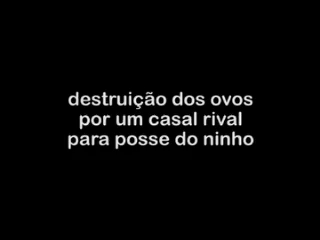 destruição dos ovos
por um casal rival
para posse do ninho